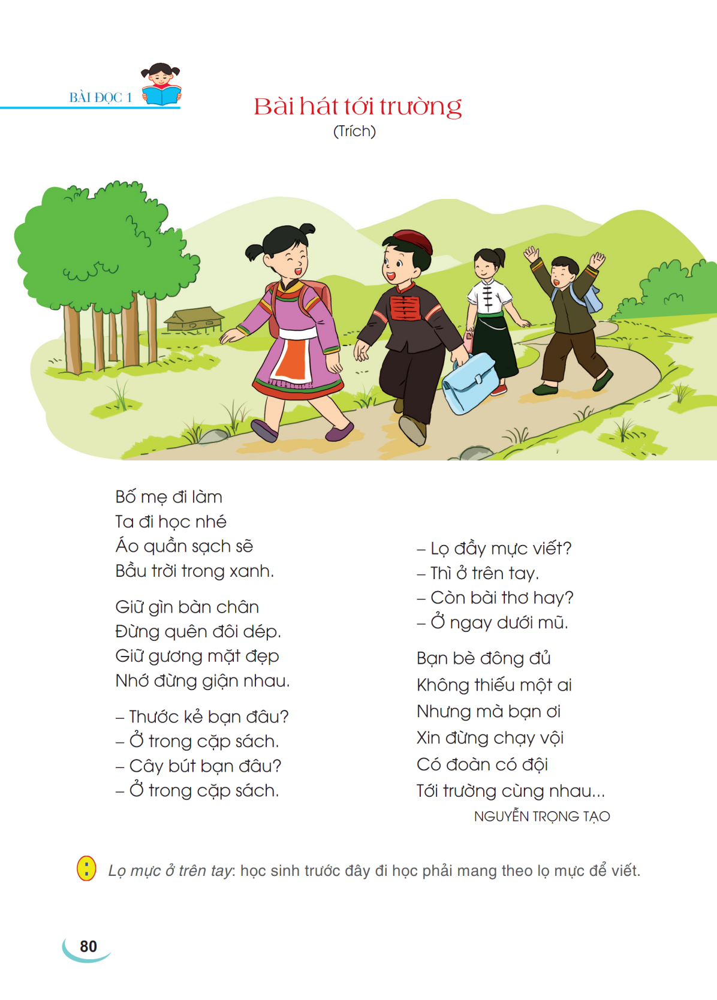 BÀI ĐỌC 1
Bài hát tới trường
(Trích)
Bố mẹ đi làm
Ta đi học nhé
Áo quần sạch sẽ
Bầu trời trong xanh.
Giữ gìn bàn chân
Đừng quên đôi dép.
Giữ gương mặt đẹp
Nhớ đừng giận nhau.
– Thước kẻ bạn đâu?
– Ở trong cặp sách.
– Cây bút bạn đâu?
– Ở trong cặp sách.
– Lọ đầy mực viết?
– Thì ở trên tay.
– Còn bài thơ hay?
– Ở ngay dưới mũ.
Bạn bè đông đủ
Không thiếu một ai
Nhưng mà bạn ơi
Xin đừng chạy vội
Có đoàn có đội
Tới trường cùng nhau...
NGUYỄN TRỌNG TẠO
: Lọ mực ở trên tay: học sinh trước đây đi học phải mang theo lọ mực để viết.
80